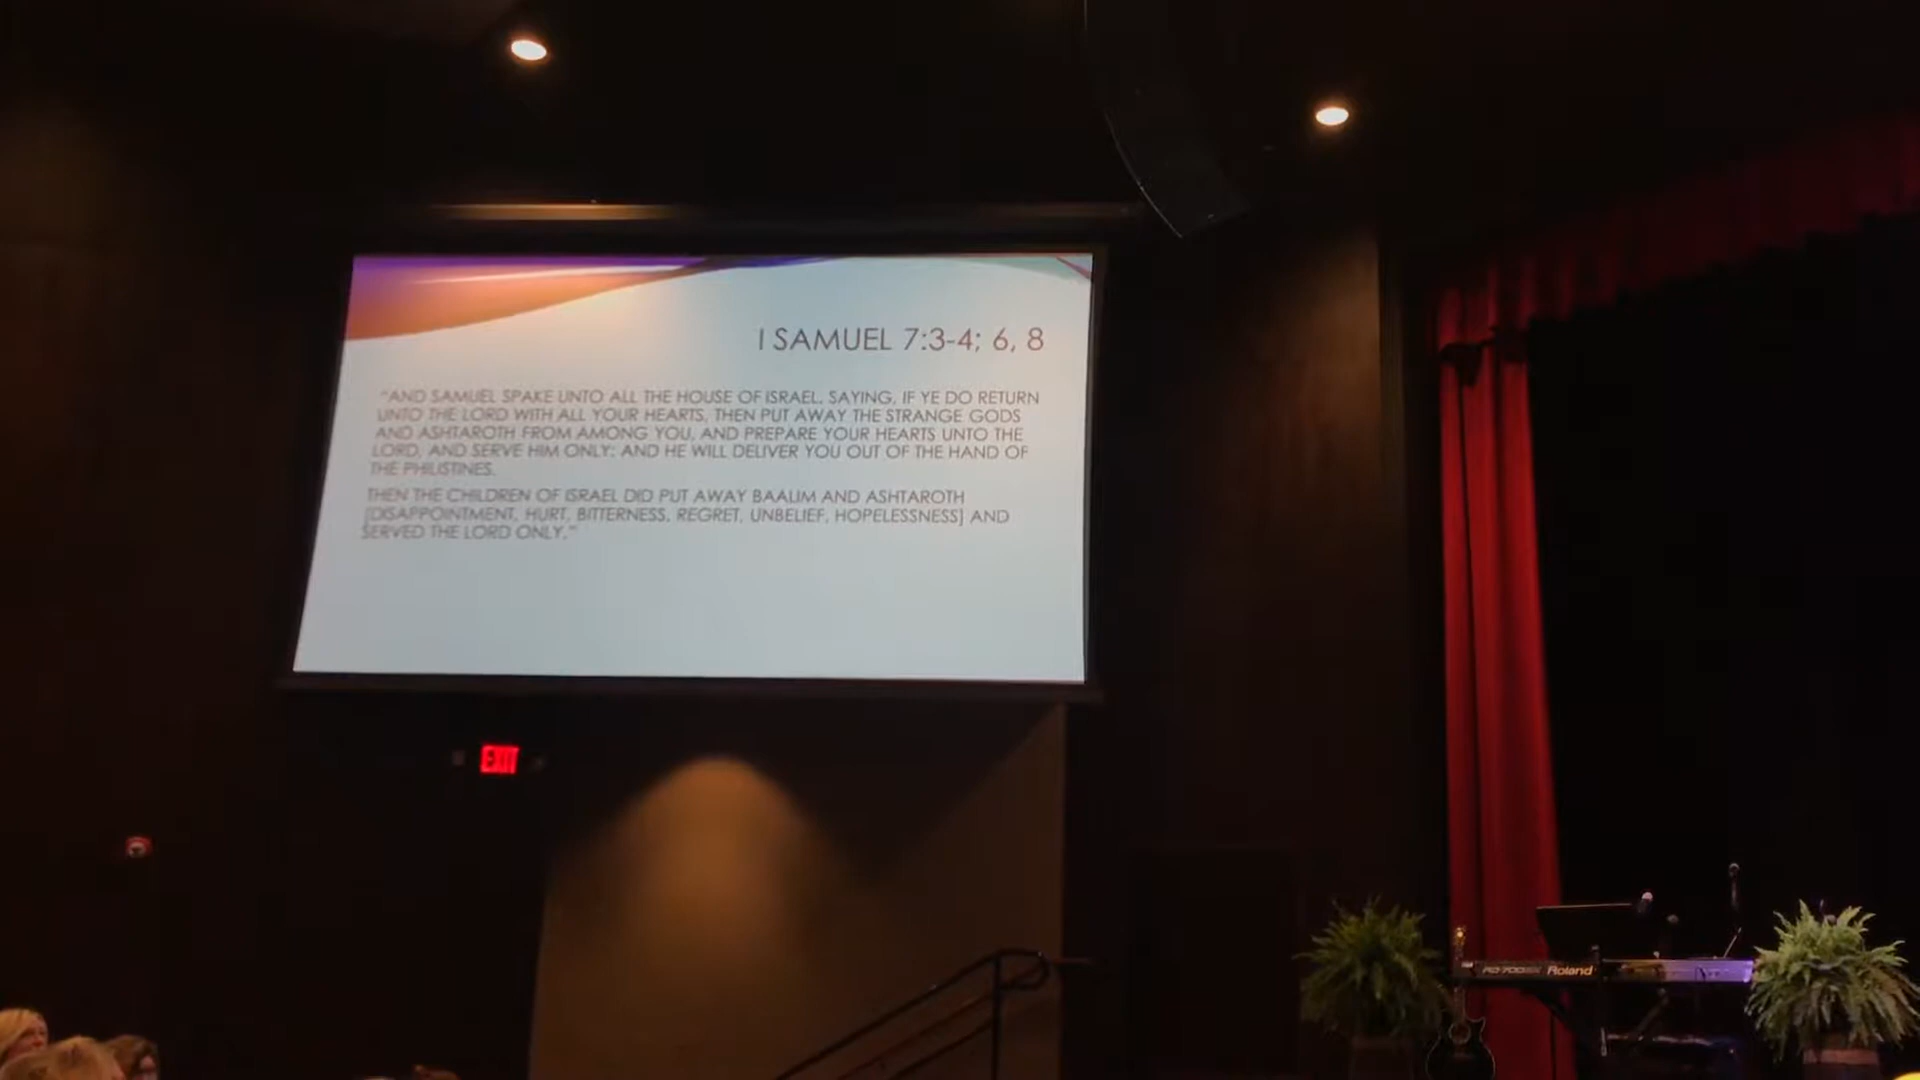 I SAMUEL 7:3-4; 6, 8
"AND SAMUEL SPAKE UNTO ALL THE HOUSE OF ISRAEL, SAYING, IF YE DO RETURN
UNTO THE LORD WITH ALL YOUR HEARTS, THEN PUT AWAY THE STRANGE GODS
AND ASHTAROTH FROM AMONG YOU, AND PREPARE YOUR HEARTS UNTO THE
LORD, AND SERVE HIM ONLY: AND HE WILL DELIVER YOU OUT OF THE HAND OF
THE PHILISTINES.
THEN THE CHILDREN OF ISRAEL DID PUT AWAY BAALIM AND ASHTAROTH
[DISAPPOINTMENT, HURT, BITTERNESS, REGRET, UNBELIEF, HOPELESSNESS] AND
SERVED THE LORD ONLY."
EXIT
Roland